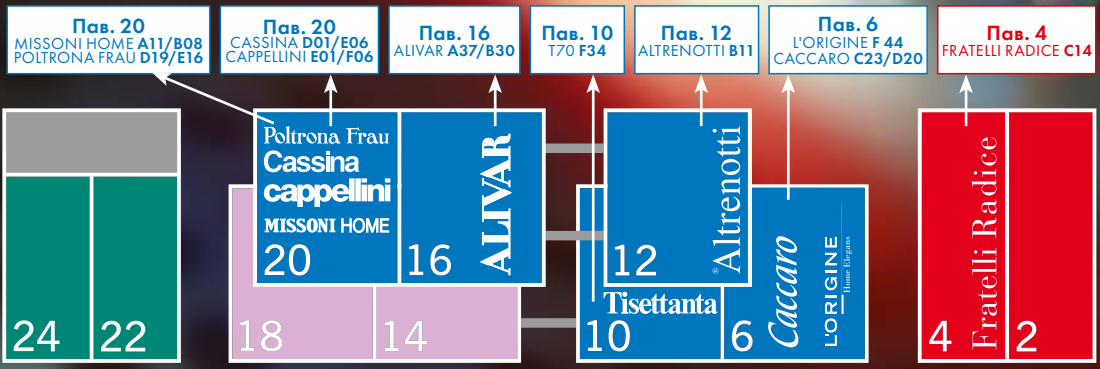 Пав. 20
MISSONI HOME A11/B08
POLTRONA FRAU D19/E16
Пав. 20
CASSINA D01/E06
CAPPELLINI E01/F06
Пав. 16
ALIVAR A37/B30
Пав. 10
T70 F34
Пав. 12
ALTRENOTTI B11
Пав. 6
L'ORIGINE F 44
CACCARO C23/D20
Пав. 4
FRATELLI RADICE C14
Poltrona Frau
Cassina
cappellini
MISSONI HOME
20
ALIVAR
16
®Altrenotti
12
Tisettanta
10
Caccaro
L'ORIGINE
Home Elegans
6
Fratelli Radice
4
2
24
22
18
14